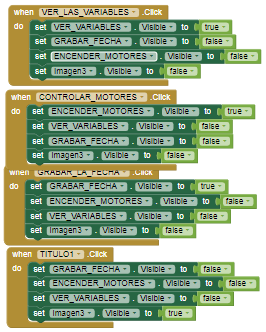 when VER_LAS_VARIABLES .Click
do set VER_VARIABLES . Visible to true
set GRABAR_FECHA . Visible to false
set ENCENDER_MOTORES . Visible to false
set Imagen3 . Visible to false
when CONTROLAR_MOTORES .Click
do set ENCENDER_MOTORES . Visible to true
set VER_VARIABLES . Visible to false
set GRABAR_FECHA . Visible to false
set Imagen3 . Visible to false
when GRABAR_LA_FECHA .Click
do set GRABAR_FECHA . Visible to true
set ENCENDER_MOTORES . Visible to false
set VER_VARIABLES . Visible to false
set Imagen3 . Visible to false
when TITULO1 .Click
do set GRABAR_FECHA . Visible to false
set ENCENDER_MOTORES . Visible to false
set VER_VARIABLES . Visible to false
set Imagen3 . Visible to true